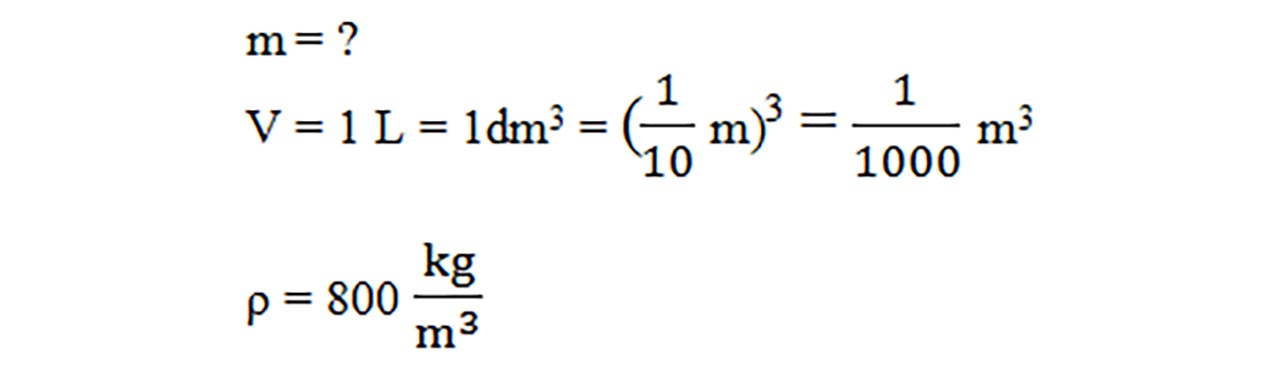 m = ?
V = 1 L = 1dm³ = (1/10 m)³ = 1/1000 m³
ρ = 800 kg/m³